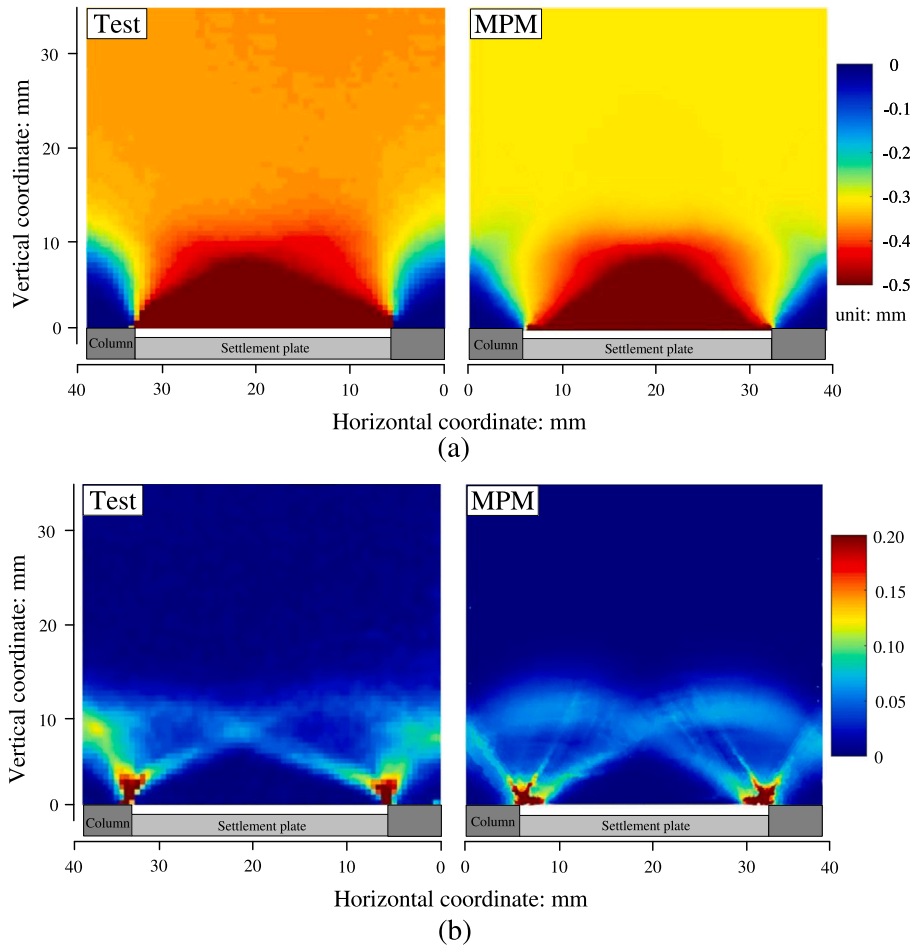 Test
MPM
Vertical coordinate: mm
30
20
10
0
0
-0.1
-0.2
-0.3
-0.4
-0.5
unit: mm
Column
Settlement plate
Column
Settlement plate
40
30
20
10
0
10
20
30
40
Horizontal coordinate: mm
(a)
Test
MPM
Vertical coordinate: mm
30
20
10
0
0.20
0.15
0.10
0.05
0
Column
Settlement plate
Column
Settlement plate
40
30
20
10
0
10
20
30
40
Horizontal coordinate: mm
(b)